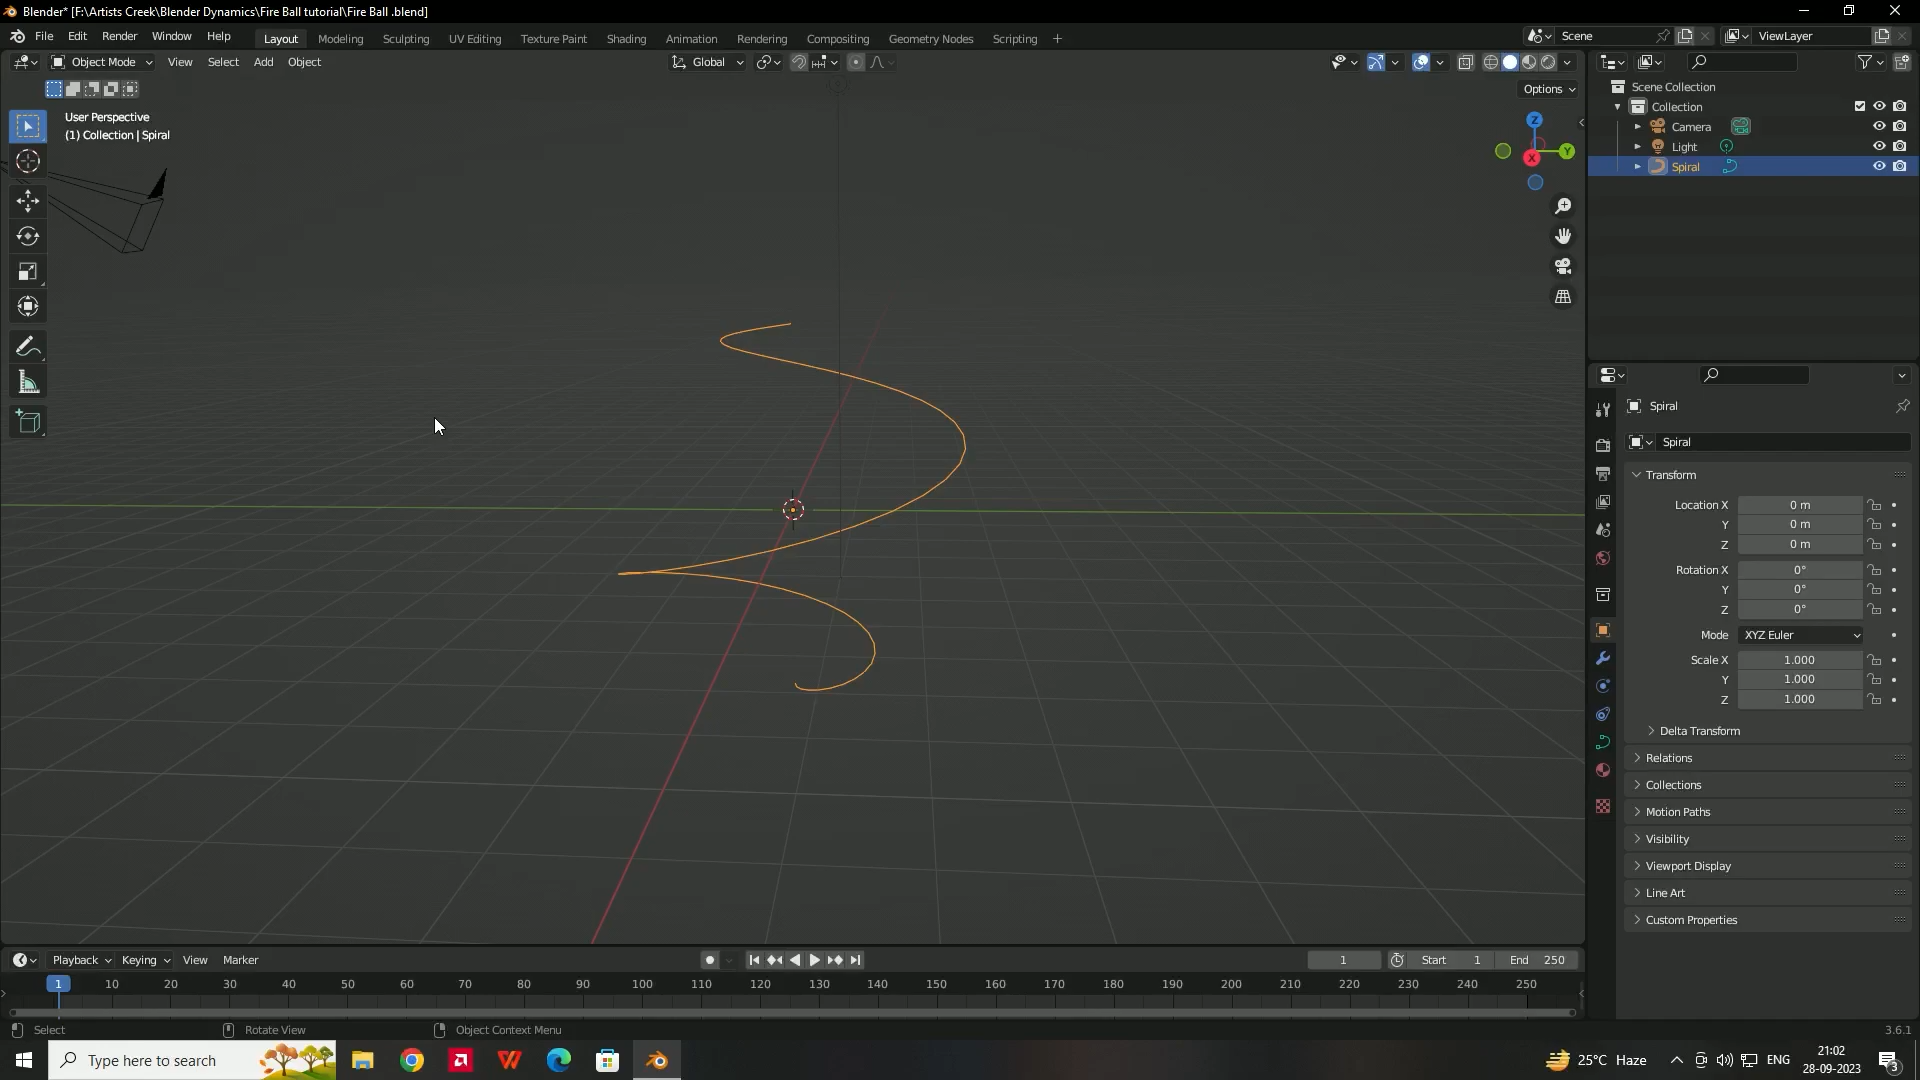 Blender* [F:\Artists Creek\Blender Dynamics\Fire Ball tutorial\Fire Ball .blend]
File Edit Render Window Help Layout Modeling Sculpting UV Editing Texture Paint Shading Animation Rendering Compositing Geometry Nodes Scripting + Scene ViewLayer
Object Mode View Select Add Object Global
Options
User Perspective
(1) Collection | Spiral
Z
Y
X
Scene Collection
Collection
Camera
Light
Spiral
Spiral
Spiral
Transform
Location X 0 m
Y 0 m
Z 0 m
Rotation X 0°
Y 0°
Z 0°
Mode XYZ Euler
Scale X 1.000
Y 1.000
Z 1.000
Delta Transform
Relations
Collections
Motion Paths
Visibility
Viewport Display
Line Art
Custom Properties
Playback Keying View Marker 1 Start 1 End 250
1 10 20 30 40 50 60 70 80 90 100 110 120 130 140 150 160 170 180 190 200 210 220 230 240 250
Select Rotate View Object Context Menu 3.6.1
Type here to search 25°C Haze ENG 21:02
28-09-2023 3